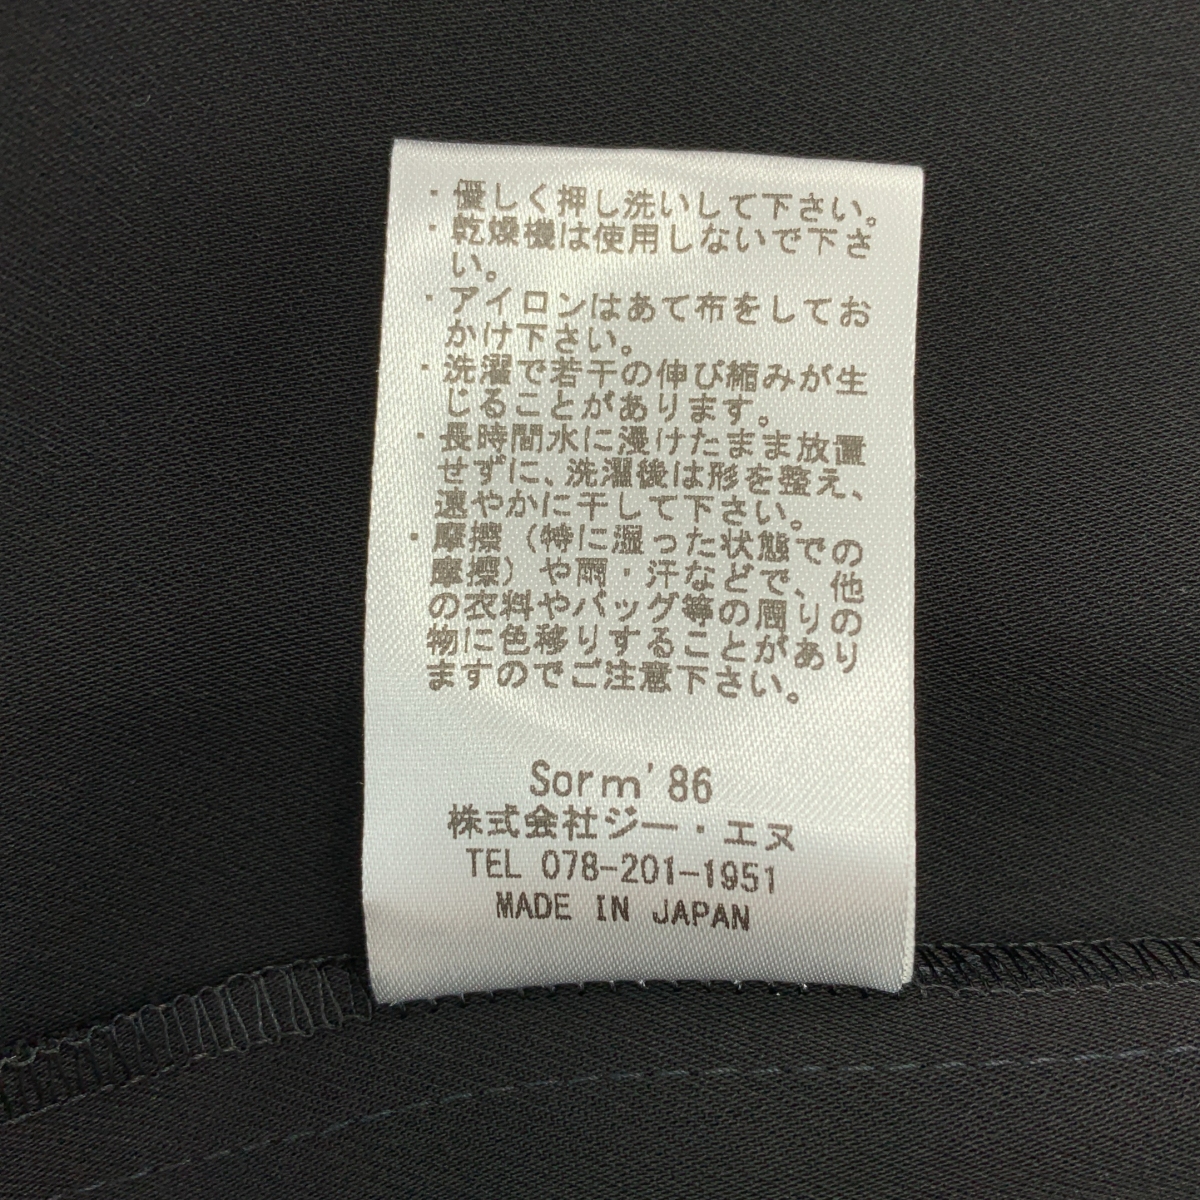 ・優しく押し洗いして下さい。
・乾燥機は使用しないで下さ
い。
・アイロンはあて布をしてお
かけ下さい。
・洗濯で若干の伸び縮みが生
じることがあります。
・長時間水に漫けたまま放置
せずに、洗濯後は形を整え、
速やかに干して下さい。
・摩擦（特に湿った状態での
摩擦）や雨・汗などで、他
の衣料やバッグ等の周りの
物に色移りすることがあり
ますのでご注意下さい。
Sorm'86
株式会社ジー・エヌ
TEL 078-201-1951
MADE IN JAPAN